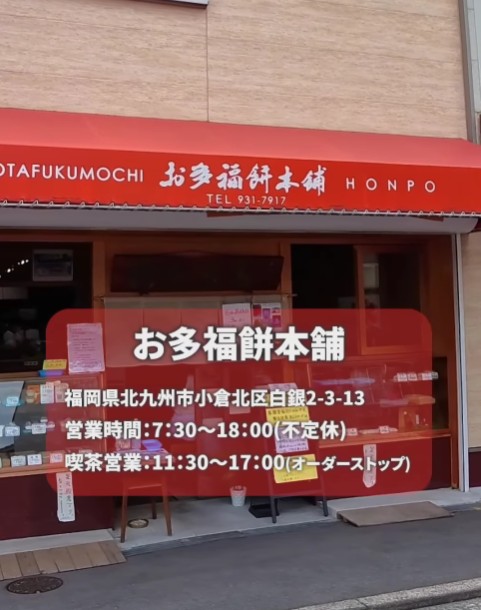 OTAFUKUMOCHI お多福餅本舗 HONPO
TEL 931-7917
お多福餅本舗
福岡県北九州市小倉北区白銀2-3-13
営業時間:7:30〜18:00(不定休)
喫茶営業:11:30〜17:00(オーダーストップ)